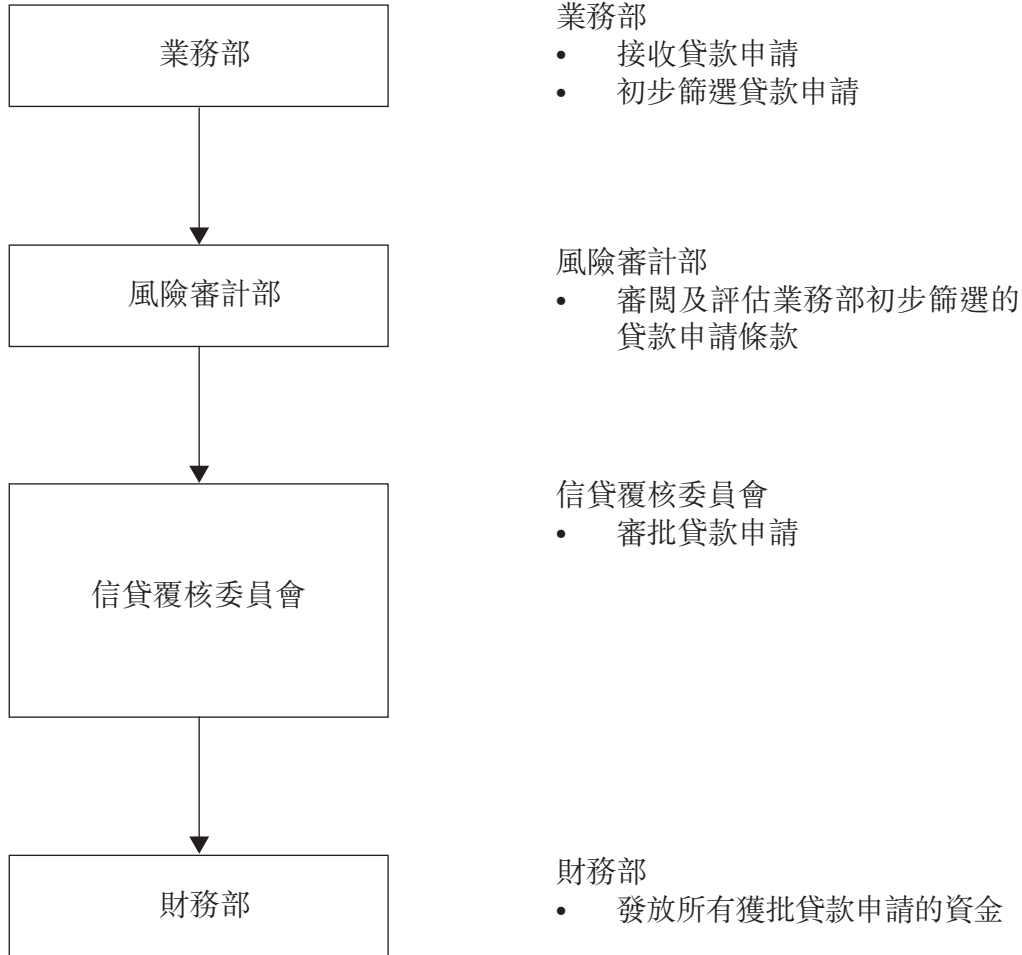 業務部
業務部
• 接收貸款申請
• 初步篩選貸款申請
風險審計部
風險審計部
• 審閱及評估業務部初步篩選的
貸款申請條款
信貸覆核委員會
信貸覆核委員會
• 審批貸款申請
財務部
財務部
• 發放所有獲批貸款申請的資金